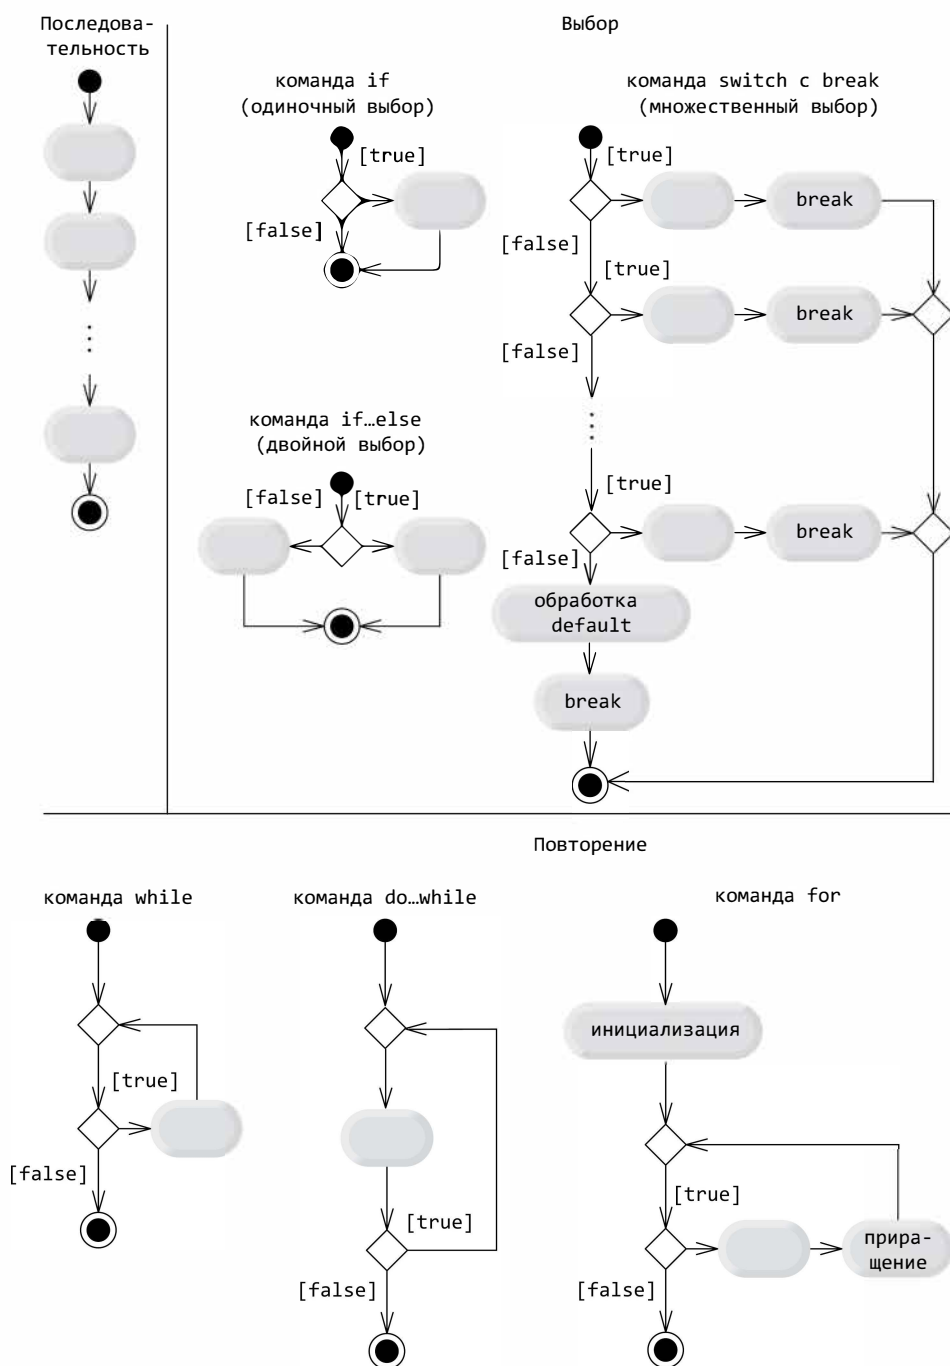 Последова-
тельность
Выбор
команда if
(одиночный выбор)
[true]
[false]
команда switch с break
(множественный выбор)
[true]
break
[false]
[true]
break
[false]
[true]
break
[false]
обработка
default
break
команда if…else
(двойной выбор)
[false]
[true]
Повторение
команда while
[true]
[false]
команда do…while
[true]
[false]
команда for
инициализация
[true]
прира-
щение
[false]